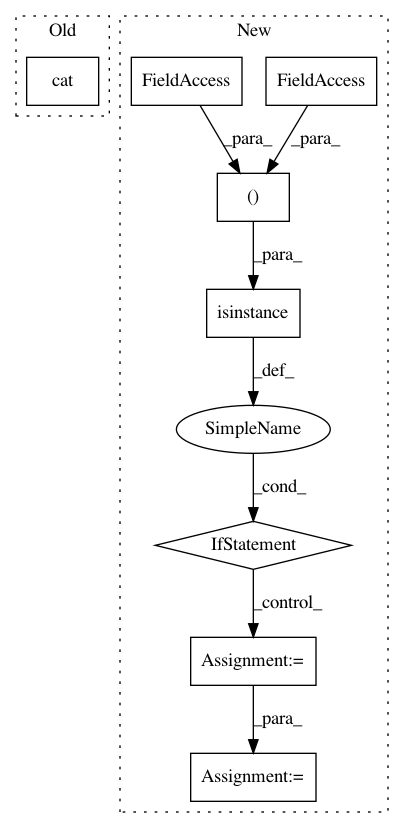 Old
New
cat
FieldAccess
FieldAccess
_para_
_para_
()
_para_
isinstance
_def_
SimpleName
_cond_
IfStatement
_control_
Assignment:=
_para_
Assignment:=